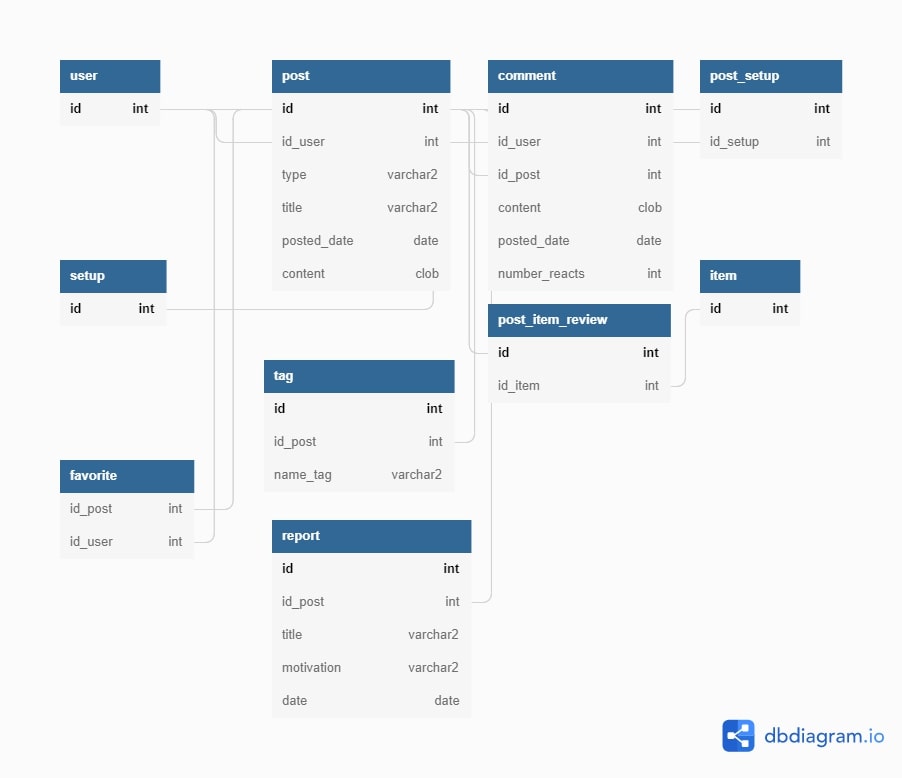 user
id int
post
id int
id_user int
type varchar2
title varchar2
posted_date date
content clob
comment
id int
id_user int
id_post int
content clob
posted_date date
number_reacts int
post_setup
id int
id_setup int
setup
id int
item
id int
post_item_review
id int
id_item int
tag
id int
id_post int
name_tag varchar2
favorite
id_post int
id_user int
report
id int
id_post int
title varchar2
motivation varchar2
date date
dbdiagram.io